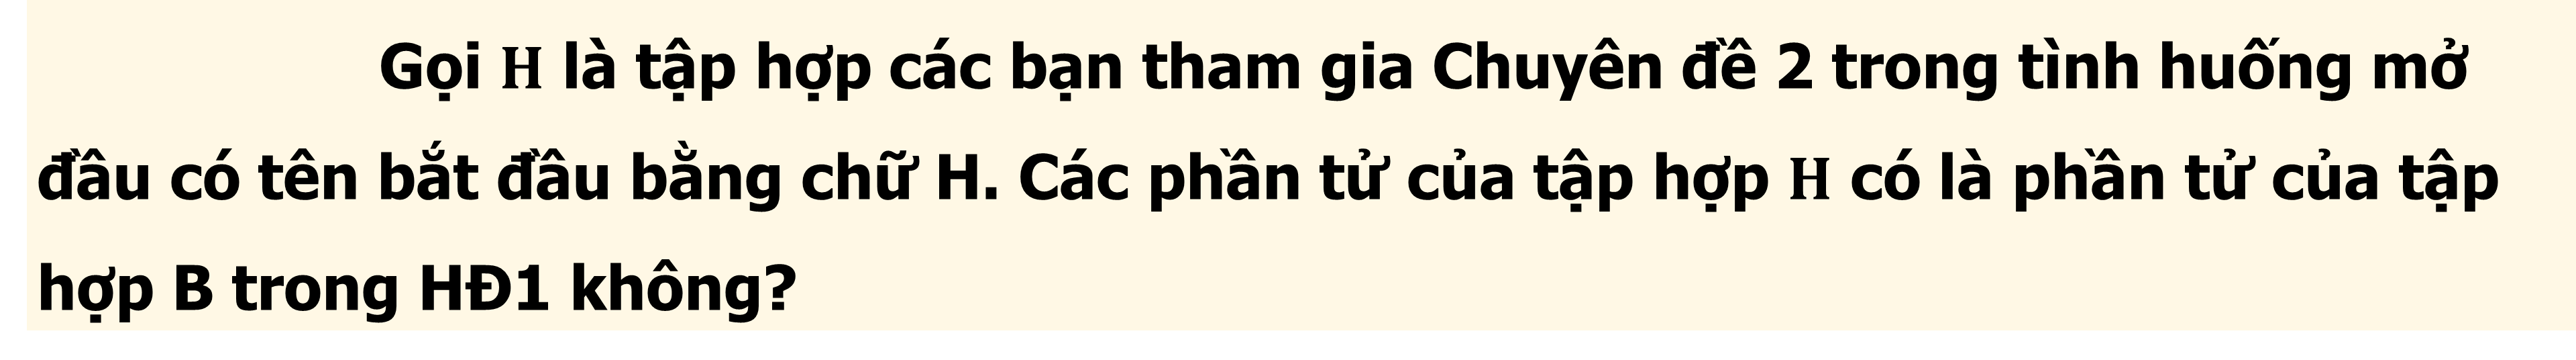 Gọi H là tập hợp các bạn tham gia Chuyên đề 2 trong tình huống mở
đầu có tên bắt đầu bằng chữ H. Các phần tử của tập hợp H có là phần tử của tập
hợp B trong HĐ1 không?